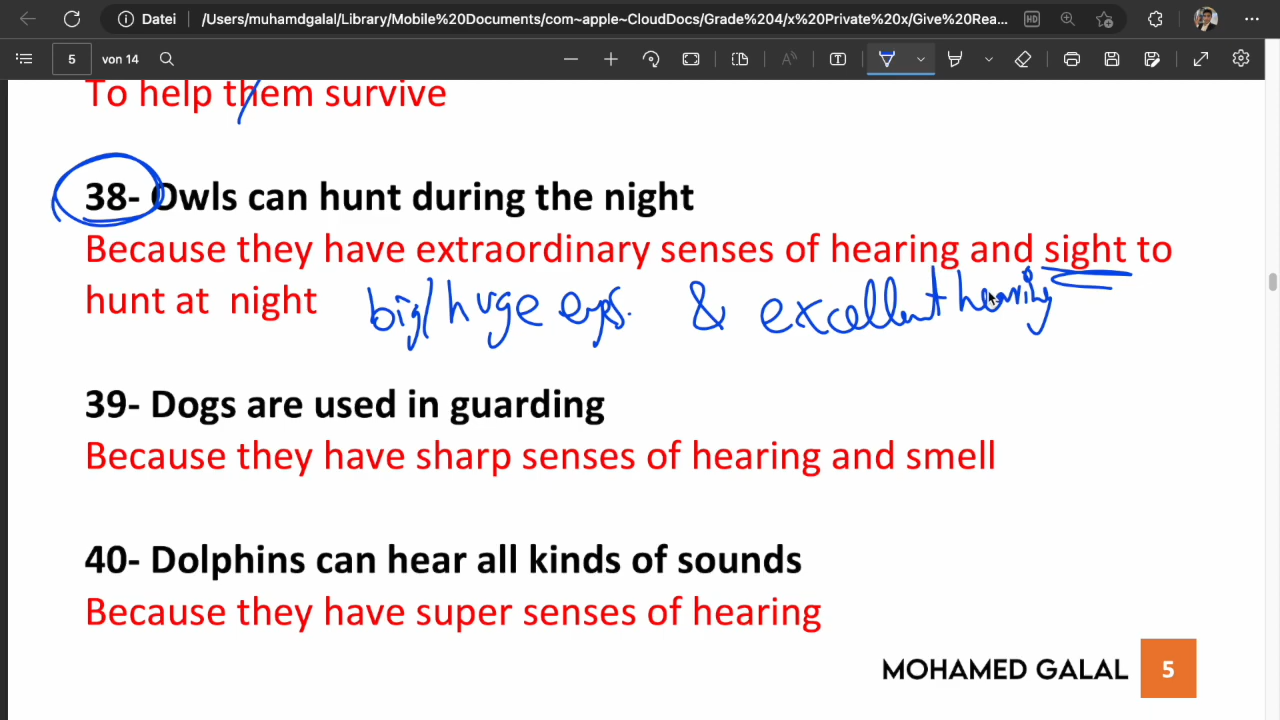 Datei
/Users/muhamdgalal/Library/Mobile%20Documents/com~apple~CloudDocs/Grade%204/x%20Private%20x/Give%20Rea...
HD
5 von 14
To help them survive
38- Owls can hunt during the night
Because they have extraordinary senses of hearing and sight to
hunt at night
big/huge eyes. & excellent hearing
39- Dogs are used in guarding
Because they have sharp senses of hearing and smell
40- Dolphins can hear all kinds of sounds
Because they have super senses of hearing
MOHAMED GALAL 5